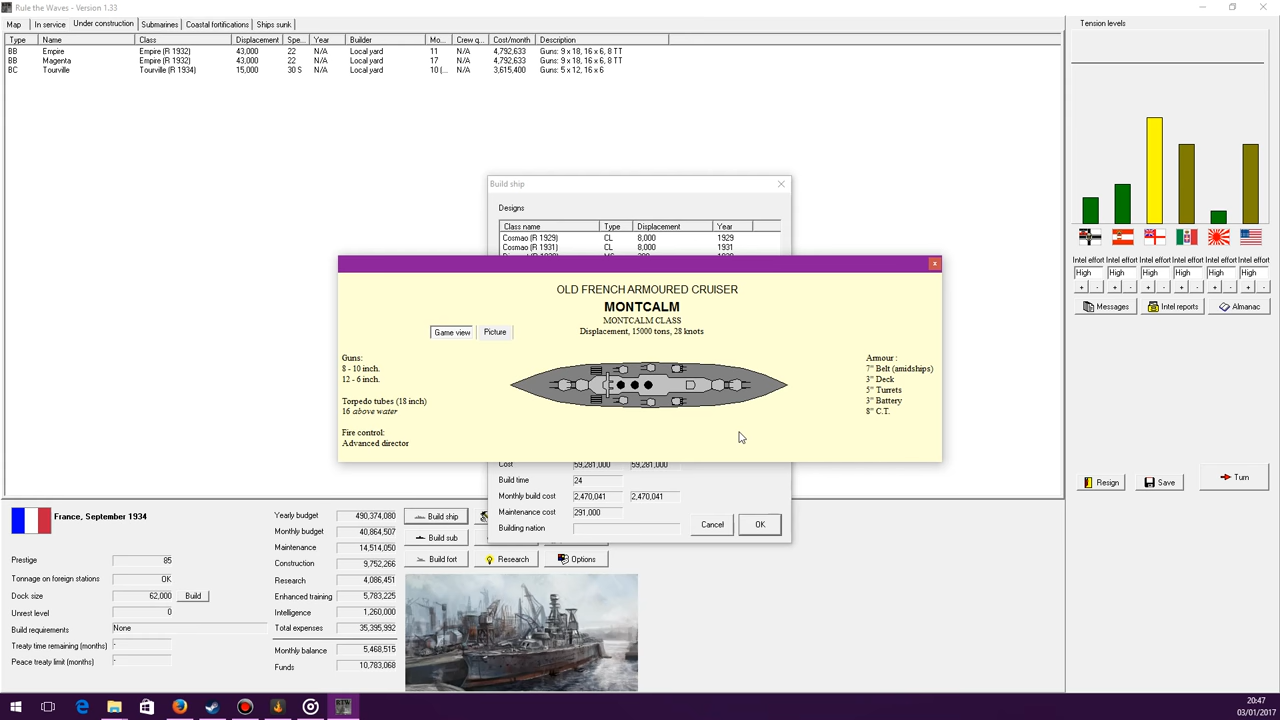 Rule the Waves - Version 1.33
Map In service Under construction Submarines Coastal fortifications Ships sunk
Type Name Class Displacement Spe... Year Builder Mo... Crew q... Cost/month Description
BB Empire Empire (R 1932) 43,000 22 N/A Local yard 11 N/A 4,792,633 Guns: 9 x 18, 16 x 6, 8 TT
BB Magenta Empire (R 1932) 43,000 22 N/A Local yard 17 N/A 4,792,633 Guns: 9 x 18, 16 x 6, 8 TT
BC Tourville Tourville (R 1934) 15,000 30 S N/A Local yard 10 (... N/A 3,615,400 Guns: 5 x 12, 16 x 6
Tension levels
Intel effort Intel effort Intel effort Intel effort Intel effort Intel effort
High High High High High High
+ - + - + - + - + - + -
Messages Intel reports Almanac
Resign Save Turn
Build ship
Designs
Class name Type Displacement Year
Cosmao (R 1929) CL 8,000 1929
Cosmao (R 1931) CL 8,000 1931
OLD FRENCH ARMOURED CRUISER
MONTCALM
MONTCALM CLASS
Displacement, 15000 tons, 28 knots
Game view Picture
Guns:
8 - 10 inch.
12 - 6 inch.
Torpedo tubes (18 inch)
16 above water
Fire control:
Advanced director
Armour :
7" Belt (amidships)
3" Deck
5" Turrets
3" Battery
8" C.T.
Cost 59,281,000 59,281,000
Build time 24
Monthly build cost 2,470,041 2,470,041
Maintenance cost 291,000
Building nation
Cancel OK
France, September 1934
Prestige 85
Tonnage on foreign stations OK
Dock size 62,000 Build
Unrest level 0
Build requirements None
Treaty time remaining (months) -
Peace treaty limit (months) -
Yearly budget 490,374,080
Monthly budget 40,864,507
Maintenance 14,514,050
Construction 9,752,266
Research 4,086,451
Enhanced training 5,783,225
Intelligence 1,260,000
Total expenses 35,395,992
Monthly balance 5,468,515
Funds 10,783,068
Build ship
Build sub
Build fort Research Options
RTW
20:47
03/01/2017